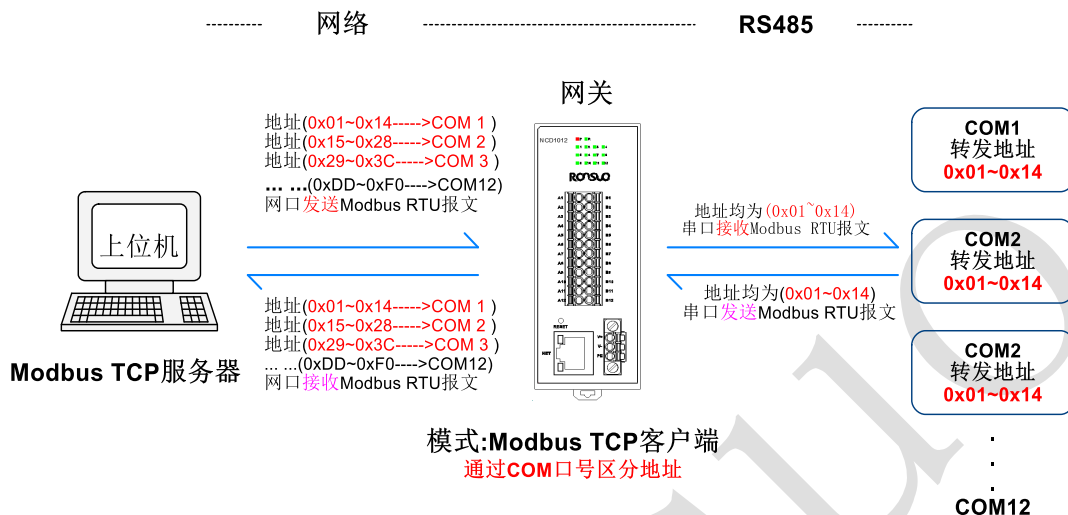 网络
RS485
网关
地址(0x01~0x14----->COM 1 )
地址(0x15~0x28----->COM 2 )
地址(0x29~0x3C----->COM 3 )
... ...(0xDD~0xF0---->COM12)
网口发送Modbus RTU报文
上位机
Modbus TCP服务器
地址(0x01~0x14----->COM 1 )
地址(0x15~0x28----->COM 2 )
地址(0x29~0x3C----->COM 3 )
... ...(0xDD~0xF0---->COM12)
网口接收Modbus RTU报文
NCD1012
RONSUO
RESET
NET
V+
V-
PE
模式:Modbus TCP客户端
通过COM口号区分地址
地址均为(0x01~0x14)
串口接收Modbus RTU报文
地址均为(0x01~0x14)
串口发送Modbus RTU报文
COM1
转发地址
0x01~0x14
COM2
转发地址
0x01~0x14
COM2
转发地址
0x01~0x14
COM12